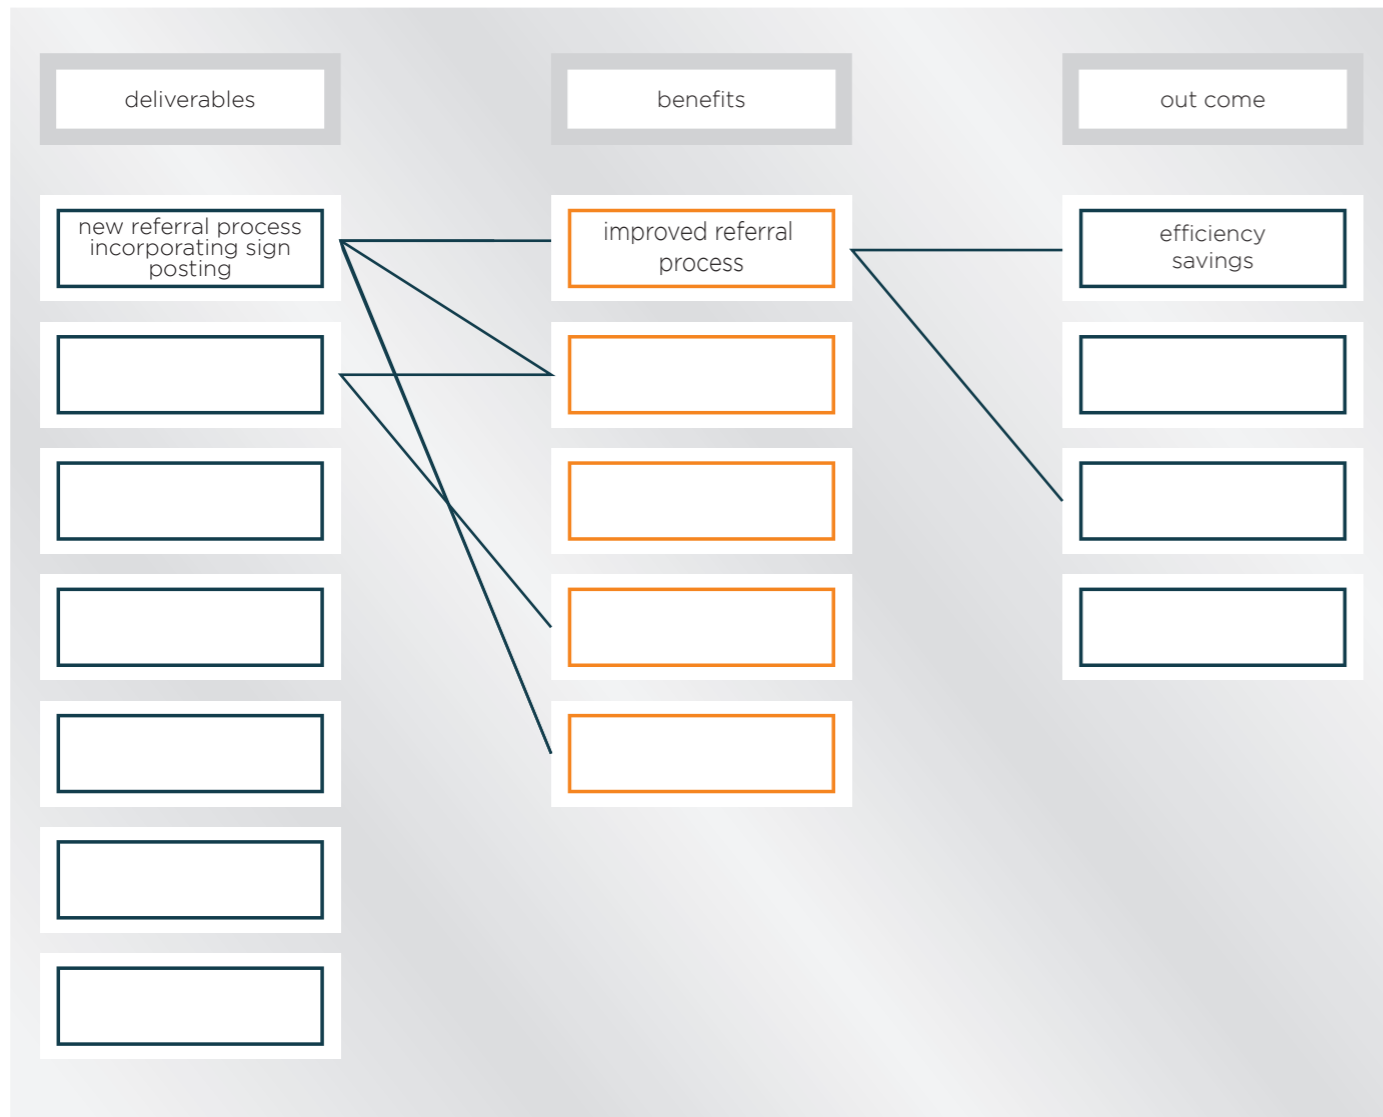 deliverables
benefits
out come
new referral process
incorporating sign
posting
improved referral
process
efficiency
savings